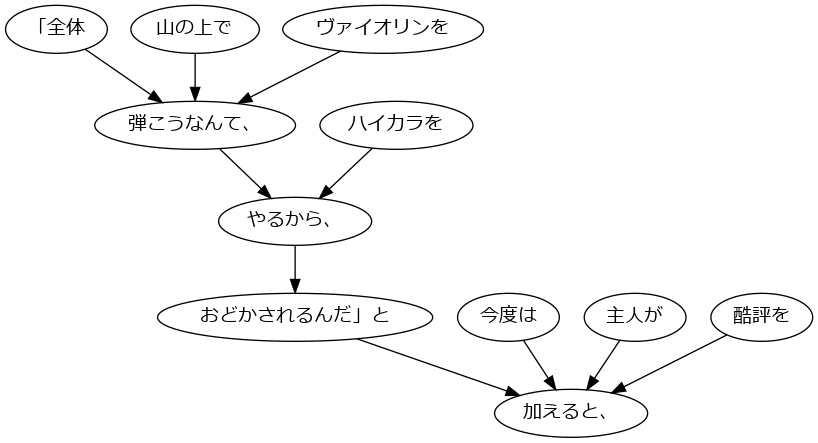 「全体
山の上で
ヴァイオリンを
弾こうなんて、
ハイカラを
やるから、
おどかされるんだ」と
今度は
主人が
酷評を
加えると、